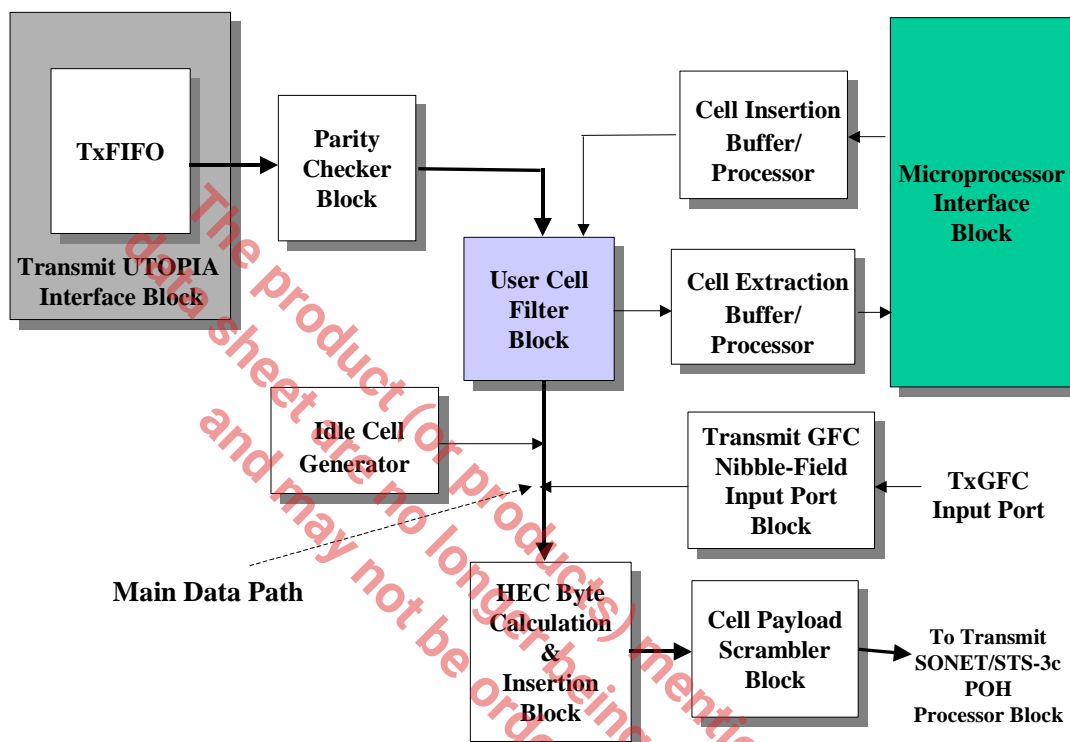 TxFIFO
Transmit UTOPIA
Interface Block
Parity
Checker
Block
Cell Insertion
Buffer/
Processor
Microprocessor
Interface
Block
User Cell
Filter
Block
Cell Extraction
Buffer/
Processor
Idle Cell
Generator
Transmit GFC
Nibble-Field
Input Port
Block
TxGFC
Input Port
Main Data Path
HEC Byte
Calculation
&
Insertion
Block
Cell Payload
Scrambler
Block
To Transmit
SONET/STS-3c
POH
Processor Block
The product (or products) mentio
data sheet are no longer being
and may not be orde